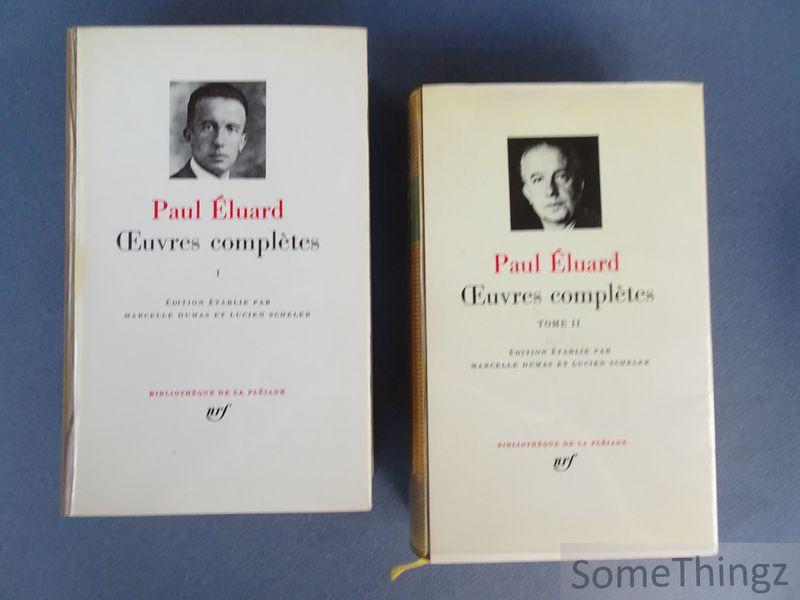 Paul Éluard
Œuvres complètes
I
ÉDITION ÉTABLIE PAR
MARCELLE DUMAS ET LUCIEN SCHELER
BIBLIOTHÈQUE DE LA PLÉIADE
nrf
Paul Éluard
Œuvres complètes
TOME II
ÉDITION ÉTABLIE PAR
MARCELLE DUMAS ET LUCIEN SCHELER
BIBLIOTHÈQUE DE LA PLÉIADE
nrf
SomeThingz